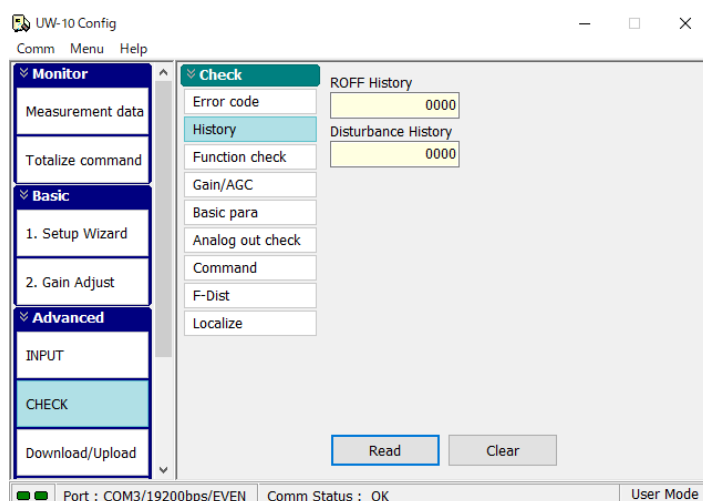 UW-10 Config
Comm Menu Help
Monitor
Measurement data
Totalize command
Basic
1. Setup Wizard
2. Gain Adjust
Advanced
INPUT
CHECK
Download/Upload
Check
Error code
History
Function check
Gain/AGC
Basic para
Analog out check
Command
F-Dist
Localize
ROFF History
0000
Disturbance History
0000
Read Clear
Port : COM3/19200bps/EVEN Comm Status : OK User Mode